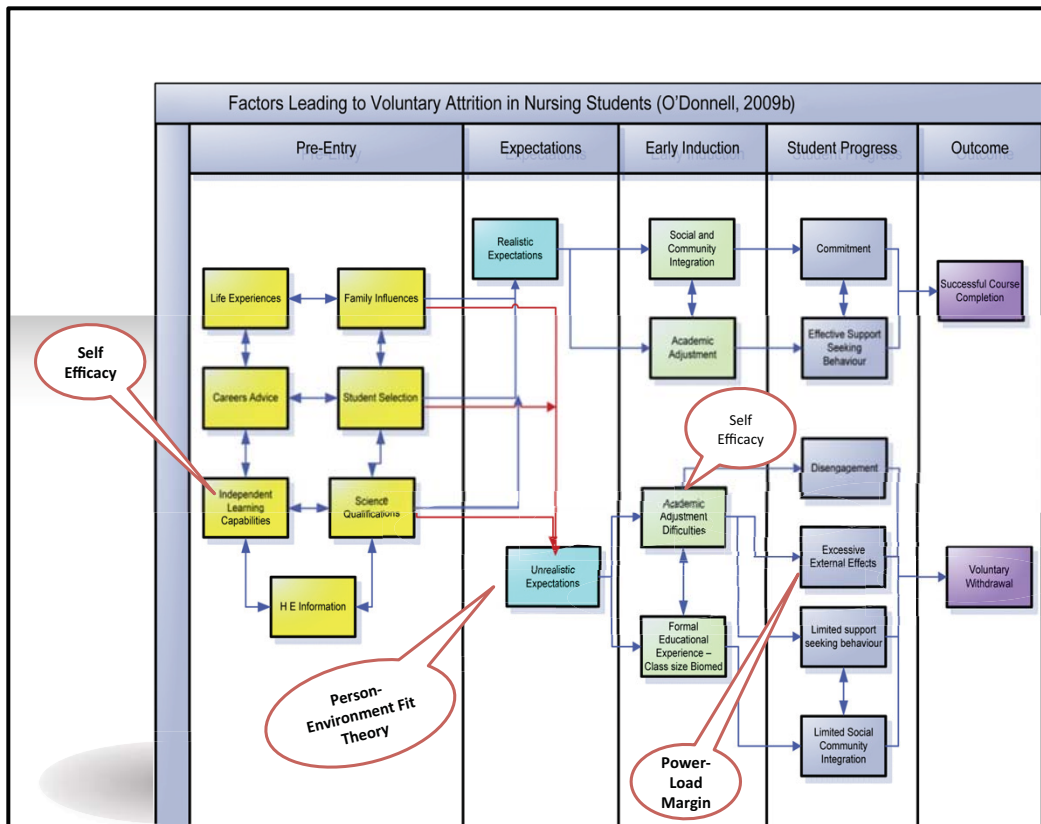 Factors Leading to Voluntary Attrition in Nursing Students (O'Donnell, 2009b)
Pre-Entry
Expectations
Early Induction
Student Progress
Outcome
Life Experiences
Family Influences
Careers Advice
Student Selection
Independent
Learning
Capabilities
Science
Qualifications
H E Information
Self
Efficacy
Realistic
Expectations
Unrealistic
Expectations
Person-
Environment Fit
Theory
Social and
Community
Integration
Academic
Adjustment
Self
Efficacy
Academic
Adjustment
Difficulties
Formal
Educational
Experience –
Class size Biomed
Commitment
Effective Support
Seeking
Behaviour
Disengagement
Excessive
External Effects
Limited support
seeking behaviour
Limited Social
Community
Integration
Power-
Load
Margin
Successful Course
Completion
Voluntary
Withdrawal